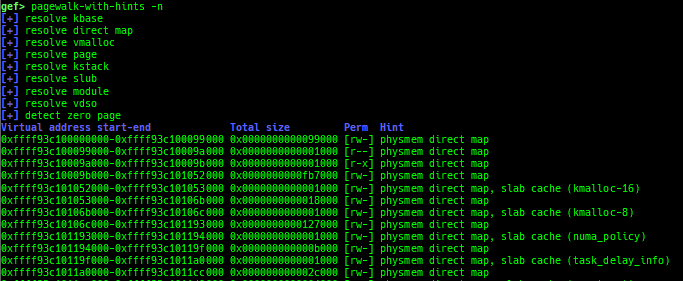 gef> pagewalk-with-hints -n
[+] resolve kbase
[+] resolve direct map
[+] resolve vmalloc
[+] resolve page
[+] resolve kstack
[+] resolve slub
[+] resolve module
[+] resolve vdso
[+] detect zero page
Virtual address start-end Total size Perm Hint
0xffff93c100000000-0xffff93c100099000 0x0000000000099000 [rw-] physmem direct map
0xffff93c100099000-0xffff93c10009a000 0x0000000000001000 [r--] physmem direct map
0xffff93c10009a000-0xffff93c10009b000 0x0000000000001000 [r-x] physmem direct map
0xffff93c10009b000-0xffff93c101052000 0x0000000000fb7000 [rw-] physmem direct map
0xffff93c101052000-0xffff93c101053000 0x0000000000001000 [rw-] physmem direct map, slab cache (kmalloc-16)
0xffff93c101053000-0xffff93c10106b000 0x0000000000018000 [rw-] physmem direct map
0xffff93c10106b000-0xffff93c10106c000 0x0000000000001000 [rw-] physmem direct map, slab cache (kmalloc-8)
0xffff93c10106c000-0xffff93c101193000 0x0000000000127000 [rw-] physmem direct map
0xffff93c101193000-0xffff93c101194000 0x0000000000001000 [rw-] physmem direct map, slab cache (numa_policy)
0xffff93c101194000-0xffff93c10119f000 0x000000000000b000 [rw-] physmem direct map
0xffff93c10119f000-0xffff93c1011a0000 0x0000000000001000 [rw-] physmem direct map, slab cache (task_delay_info)
0xffff93c1011a0000-0xffff93c1011cc000 0x000000000002c000 [rw-] physmem direct map